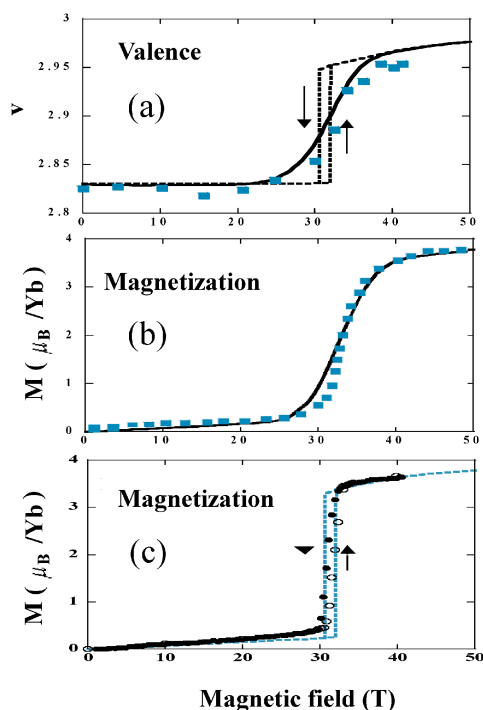 3
Valence
2.95
(a)
v
2.9
2.85
2.8
0 10 20 30 40 50
4
Magnetization
3
(b)
M ( μB /Yb)
2
1
0
0 10 20 30 40 50
4
Magnetization
3
(c)
M ( μB /Yb)
2
1
0
0 10 20 30 40 50
Magnetic field (T)